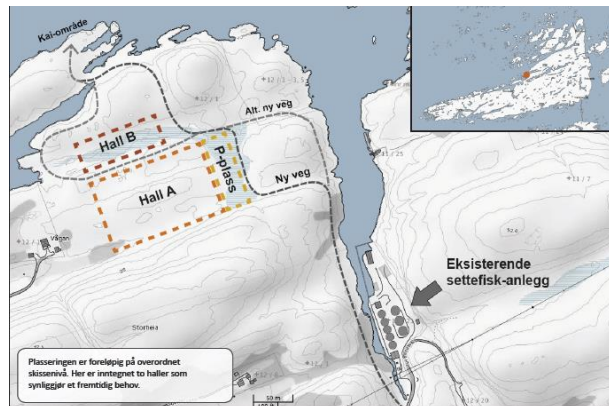 Kai-område
Alt. ny veg
Hall B
P-plass
Hall A
Ny veg
Vågan
Eksisterende
settefisk-anlegg
Storheia
Plasseringen er foreløpig på overordnet
skissenivå. Her er inntegnet to haller som
synliggjør et fremtidig behov.
50 m